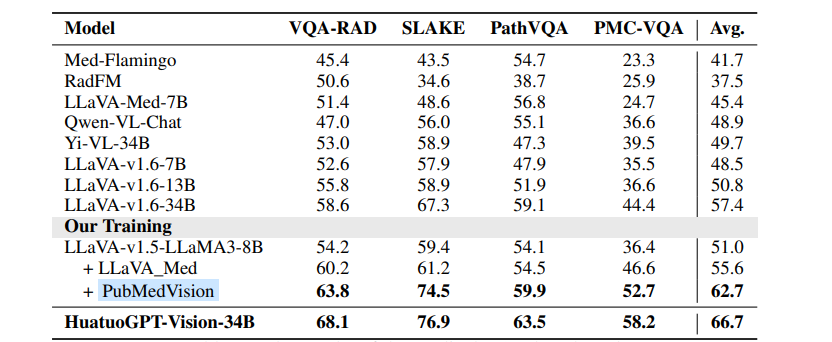 Model VQA-RAD SLAKE PathVQA PMC-VQA Avg.
Med-Flamingo 45.4 43.5 54.7 23.3 41.7
RadFM 50.6 34.6 38.7 25.9 37.5
LLaVA-Med-7B 51.4 48.6 56.8 24.7 45.4
Qwen-VL-Chat 47.0 56.0 55.1 36.6 48.9
Yi-VL-34B 53.0 58.9 47.3 39.5 49.7
LLaVA-v1.6-7B 52.6 57.9 47.9 35.5 48.5
LLaVA-v1.6-13B 55.8 58.9 51.9 36.6 50.8
LLaVA-v1.6-34B 58.6 67.3 59.1 44.4 57.4
Our Training
LLaVA-v1.5-LLaMA3-8B 54.2 59.4 54.1 36.4 51.0
+ LLaVA_Med 60.2 61.2 54.5 46.6 55.6
+ PubMedVision 63.8 74.5 59.9 52.7 62.7
HuatuoGPT-Vision-34B 68.1 76.9 63.5 58.2 66.7